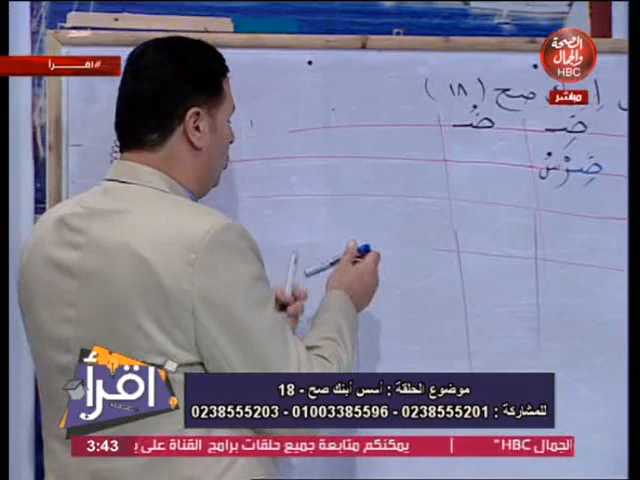 #اقــــرأ
الصحة
والجمال
HBC
مباشر
صح (١٨)
ضِـ ضُـ
ضِرْسٌ
اقرأ
موضوع الحلقة : أسس أبنك صح - 18
للمشاركة : 0238555201 - 01003385596 - 0238555203
الجمال HBC" | يمكنكم متابعة جميع حلقات برامج القناة على ي
3:43